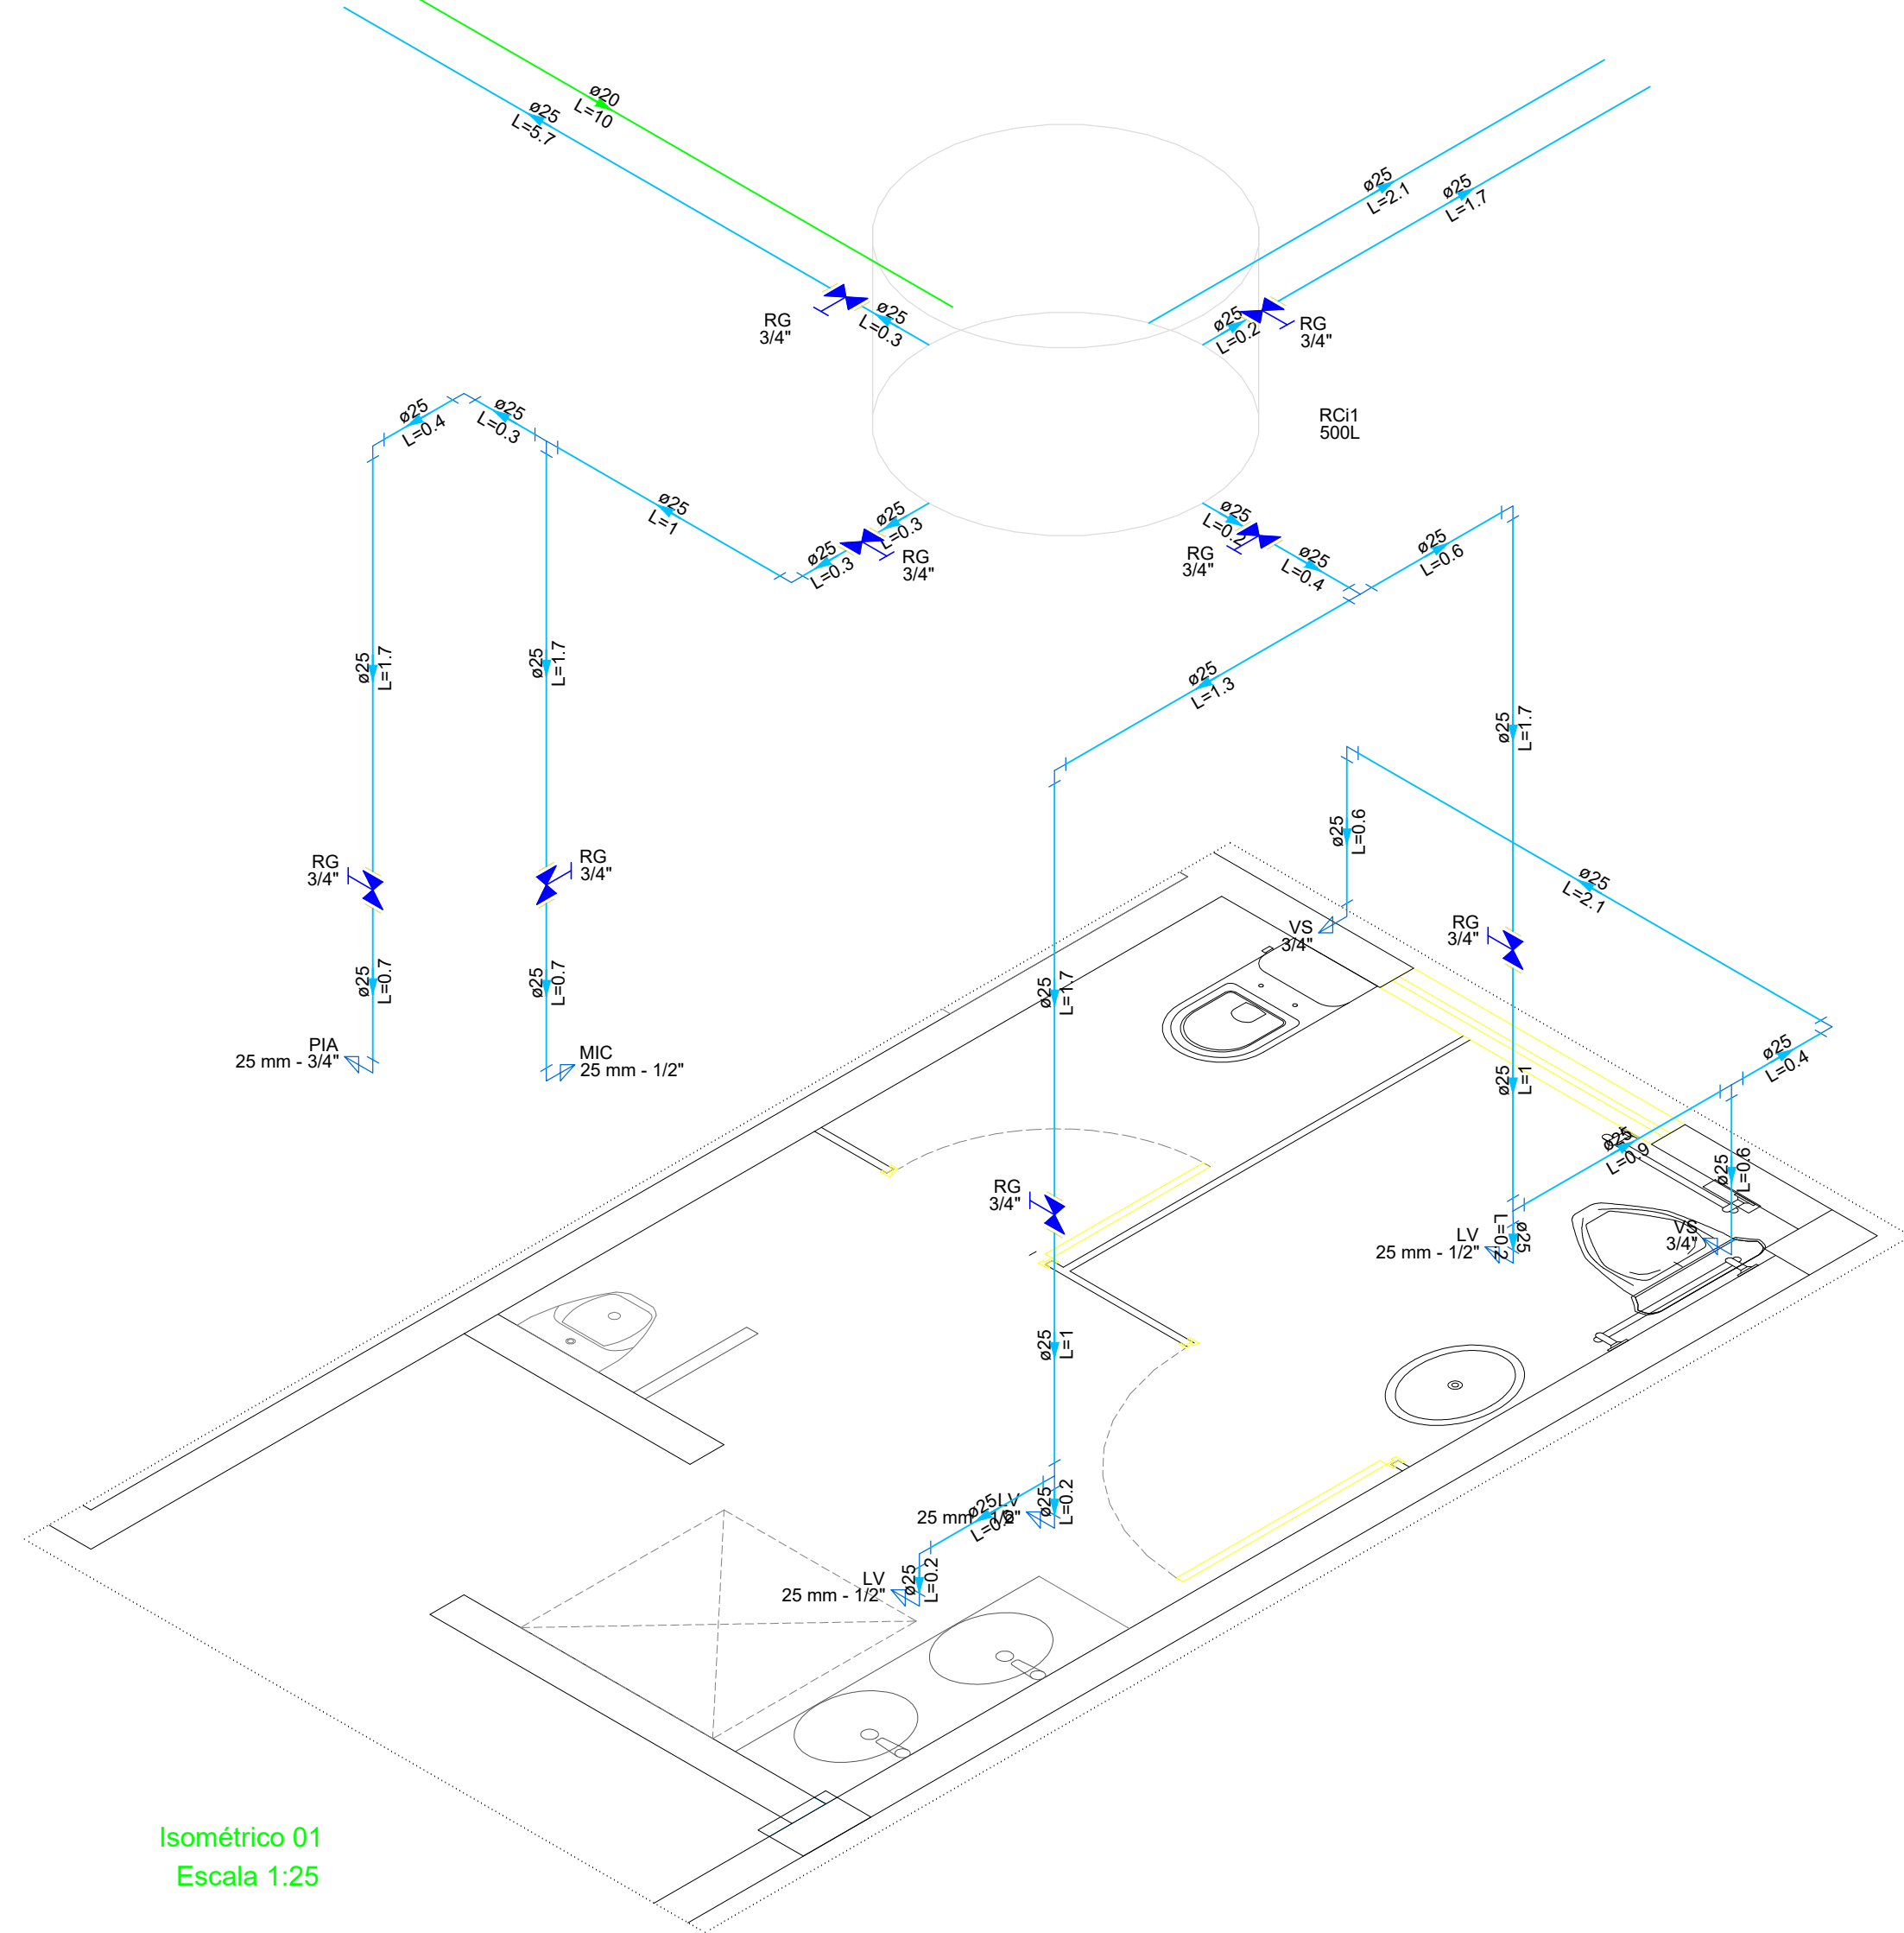 ø20
L=10
ø25
L=5.7
ø25
L=2.1
ø25
L=1.7
RG
3/4"
ø25
L=0.3
ø25
L=0.2
RG
3/4"
RCi1
500L
ø25
L=0.4
ø25
L=0.3
ø25
L=1
ø25
L=0.3
ø25
L=0.3
RG
3/4"
ø25
L=0.2
RG
3/4"
ø25
L=0.4
ø25
L=0.6
ø25
L=1.7
ø25
L=1.7
ø25
L=1.3
ø25
L=1.7
ø25
L=0.6
RG
3/4"
RG
3/4"
ø25
L=2.1
VS
3/4"
RG
3/4"
ø25
L=0.7
ø25
L=0.7
ø25
L=1.7
PIA
25 mm - 3/4"
MIC
25 mm - 1/2"
ø25
L=1
ø25
L=0.4
ø25
L=0.9
ø25
L=0.6
RG
3/4"
LV
25 mm - 1/2"
ø25
L=0.2
VS
3/4"
ø25
L=1
LV
25 mm - 1/2"
ø25
ø25
L=0.2
LV
25 mm - 1/2"
ø25
L=0.2
Isométrico 01
Escala 1:25